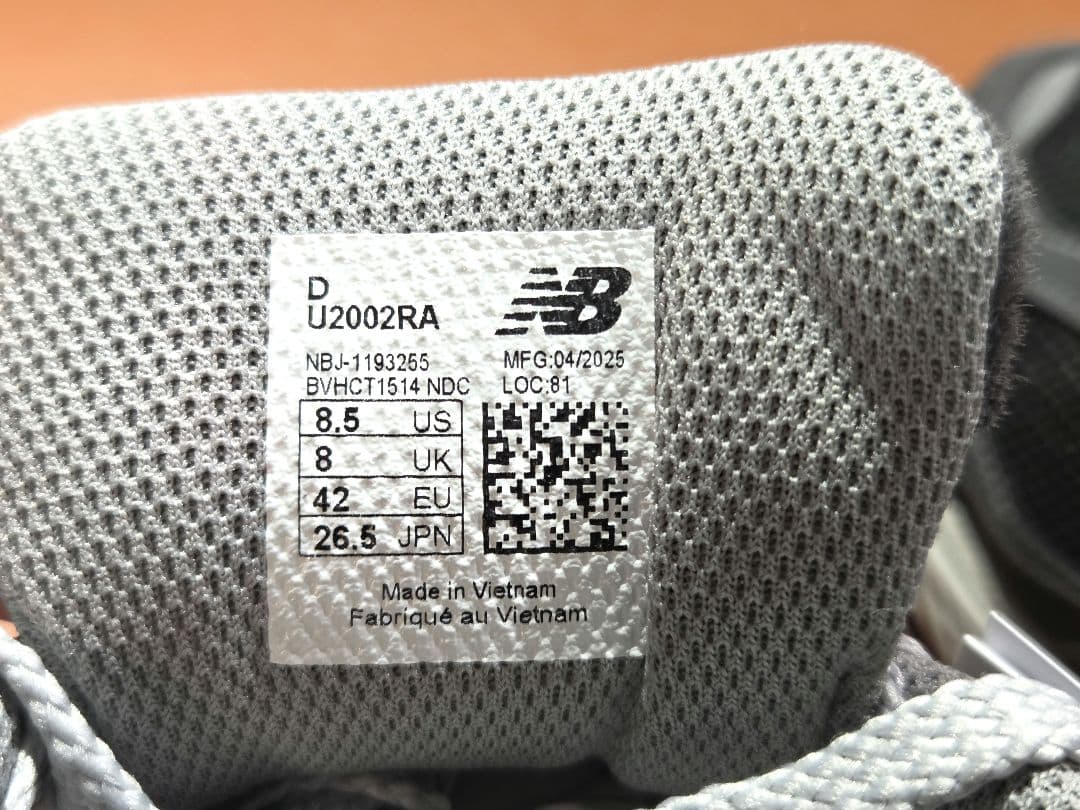 D
U2002RA
NB
NBJ-1193255 MFG:04/2025
BVHCT1514 NDC LOC:81
8.5 US
8 UK
42 EU
26.5 JPN
Made in Vietnam
Fabriqué au Vietnam